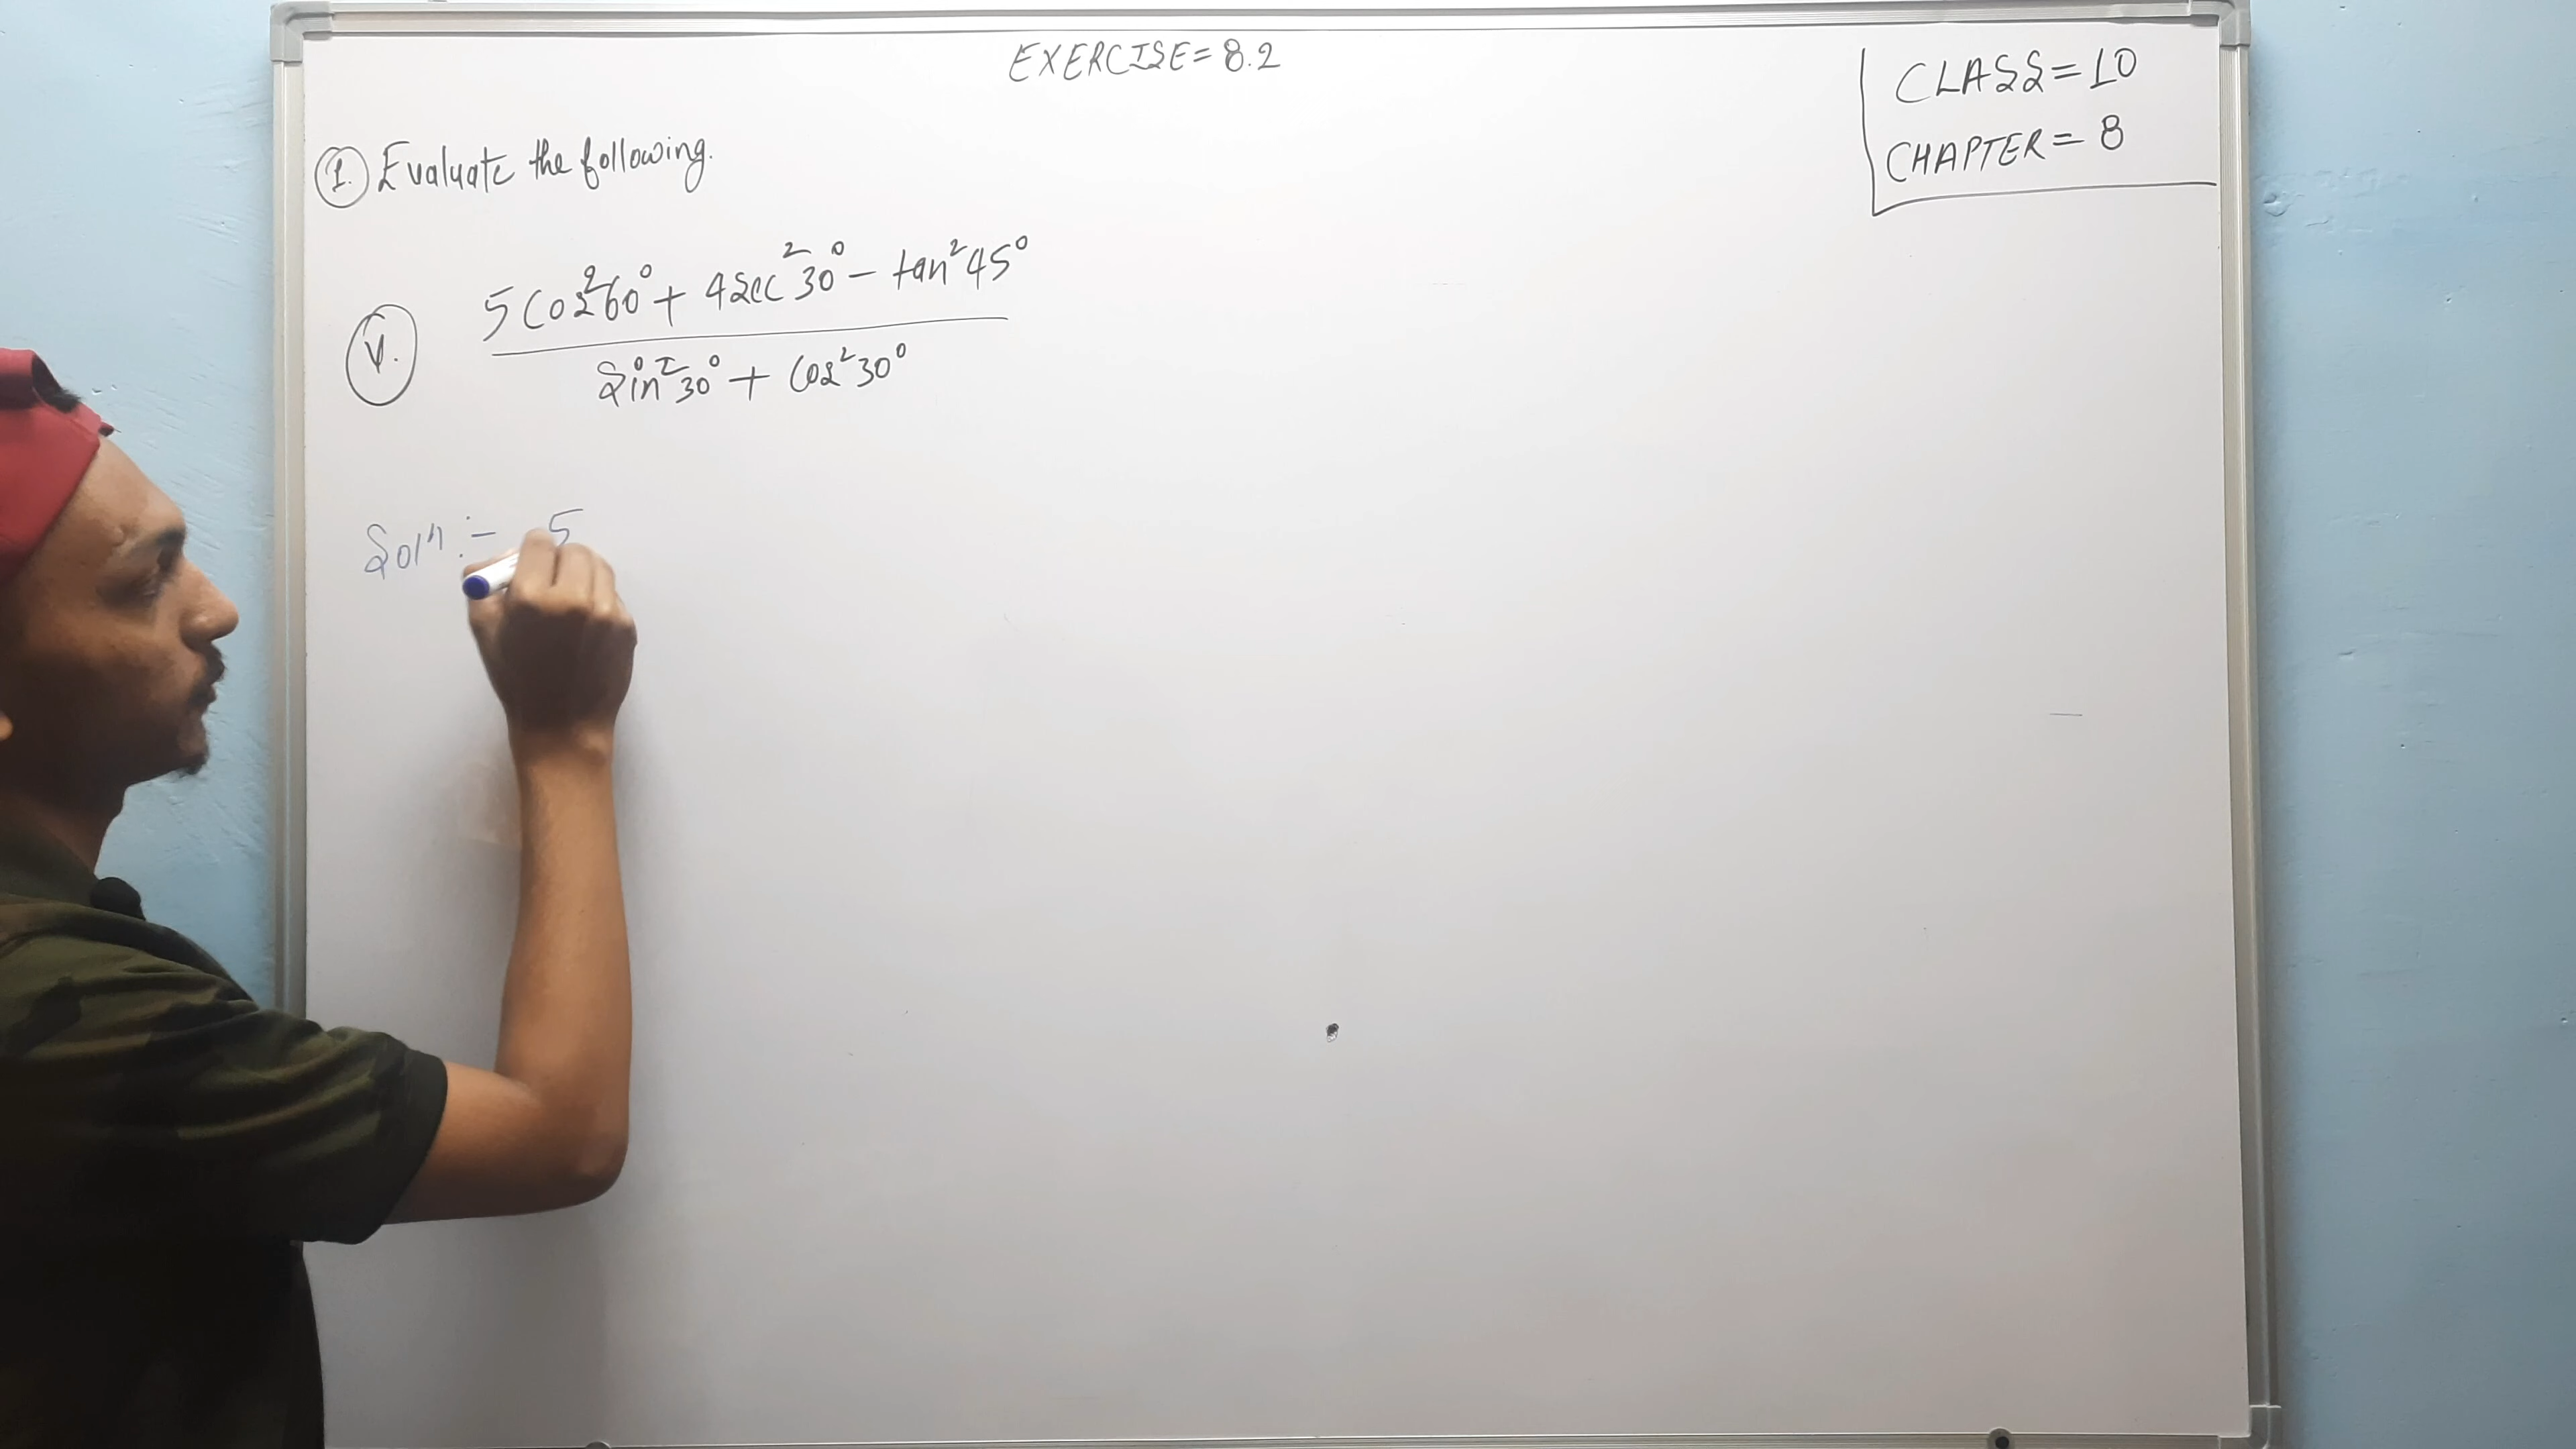 EXERCISE = 8.2
CLASS = 10
CHAPTER = 8
1. Evaluate the following.
V. 5 Cos²60° + 4 Sec²30° - tan²45°
Sin²30° + Cos²30°
Solⁿ :- 5